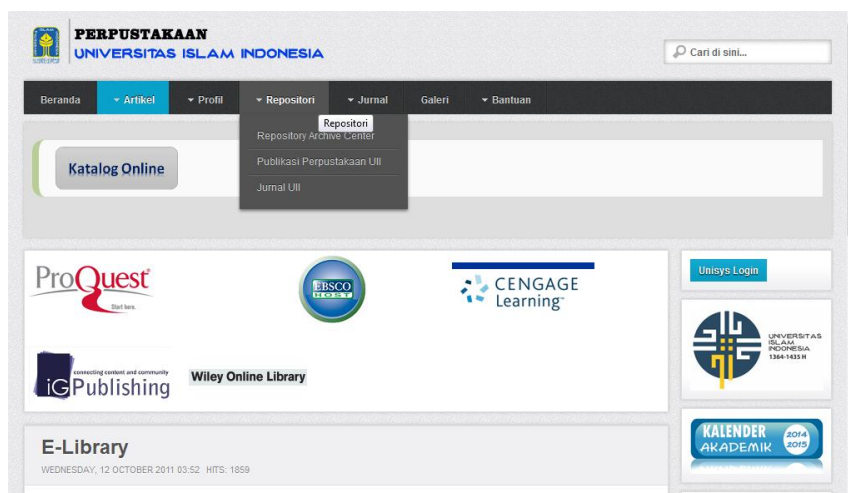 PERPUSTAKAAN
UNIVERSITAS ISLAM INDONESIA
Cari di sini...
Beranda Artikel Profil Repositori Jurnal Galeri Bantuan
Repositori
Repository Archive Center
Publikasi Perpustakaan UII
Jurnal UII
Katalog Online
ProQuest
Start here.
EBSCO
HOST
CENGAGE
Learning
Unisys Login
UNIVERSITAS
ISLAM
INDONESIA
1364-1435 H
connecting content and community
iGPublishing
Wiley Online Library
KALENDER
AKADEMIK
2014
2015
E-Library
WEDNESDAY, 12 OCTOBER 2011 03:52 HITS: 1859